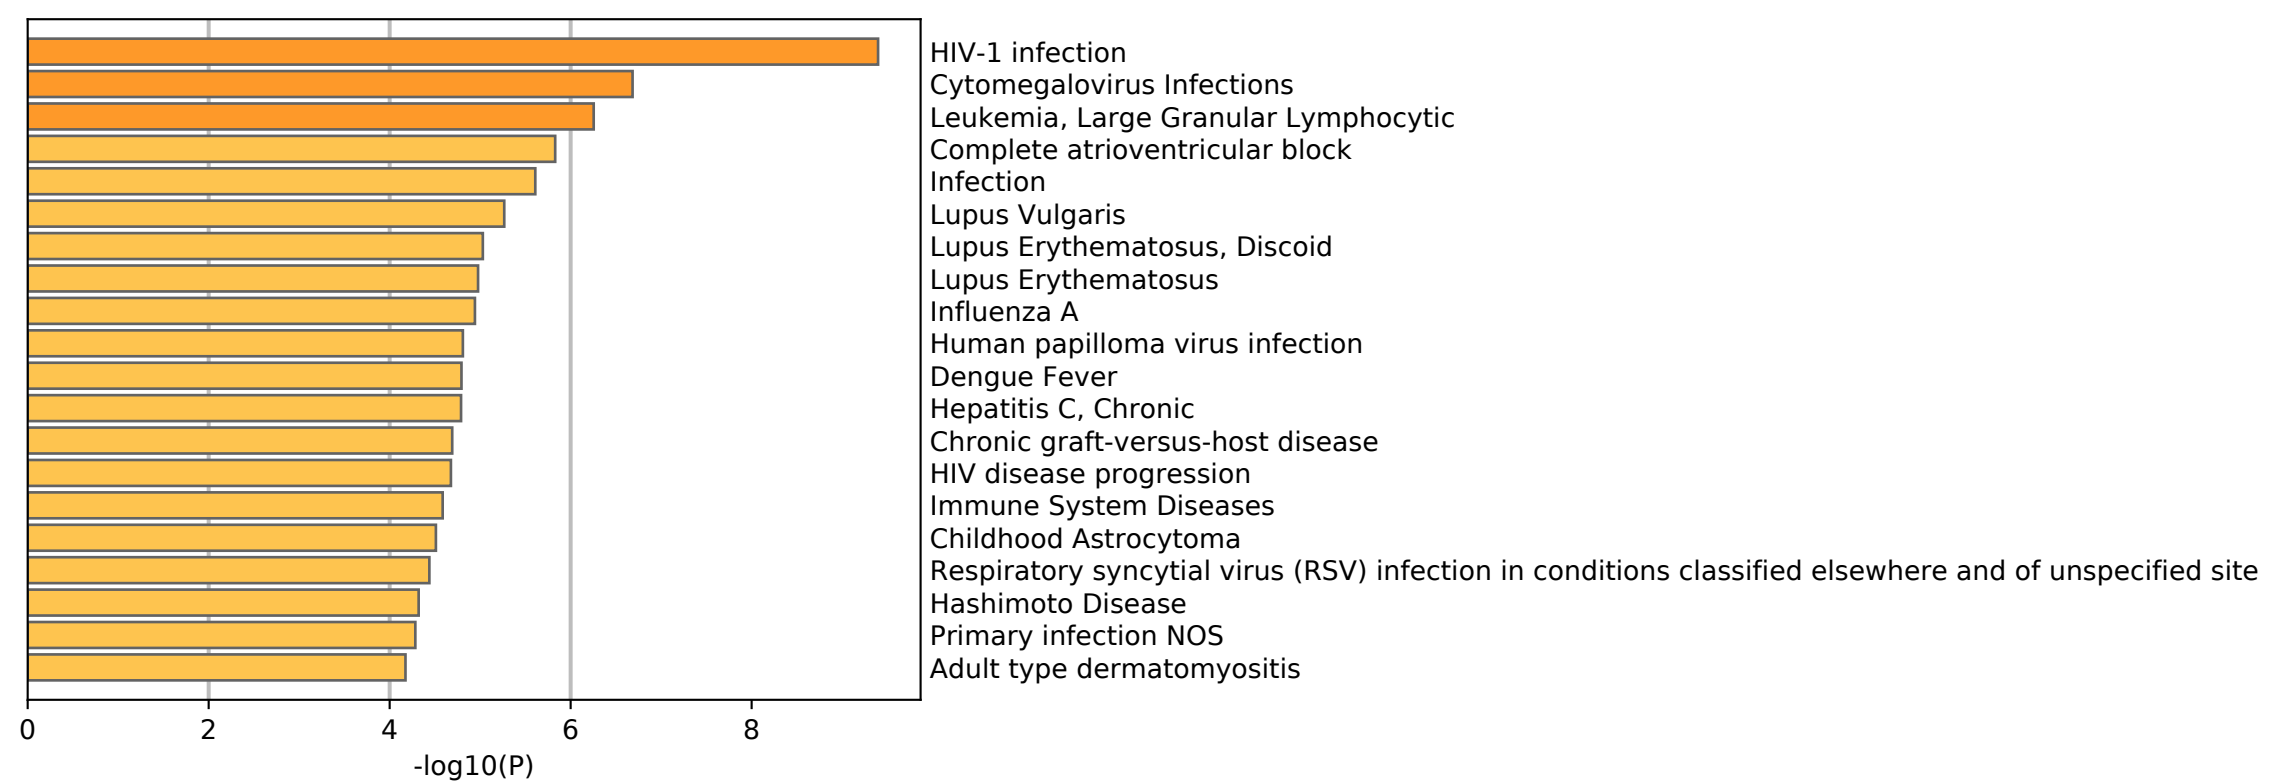 HIV-1 infection
Cytomegalovirus Infections
Leukemia, Large Granular Lymphocytic
Complete atrioventricular block
Infection
Lupus Vulgaris
Lupus Erythematosus, Discoid
Lupus Erythematosus
Influenza A
Human papilloma virus infection
Dengue Fever
Hepatitis C, Chronic
Chronic graft-versus-host disease
HIV disease progression
Immune System Diseases
Childhood Astrocytoma
Respiratory syncytial virus (RSV) infection in conditions classified elsewhere and of unspecified site
Hashimoto Disease
Primary infection NOS
Adult type dermatomyositis
0 2 4 6 8
-log10(P)